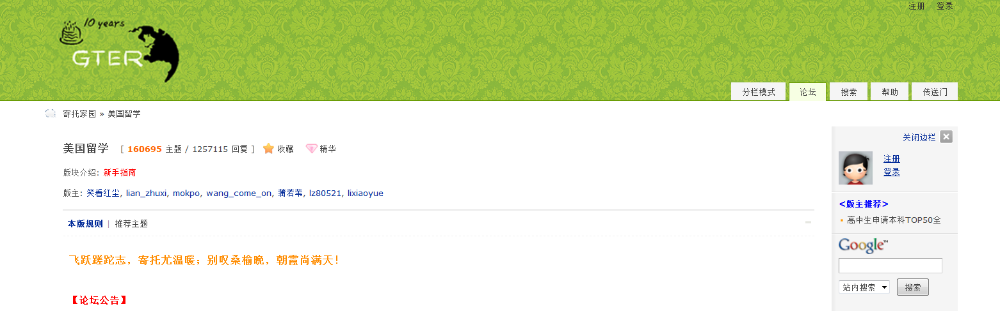 注册 登录
10 years
GTER
分栏模式 论坛 搜索 帮助 传送门
寄托家园 » 美国留学
美国留学 [ 160695 主题 / 1257115 回复 ] 收藏 精华
版块介绍: 新手指南
版主: 笑看红尘, lian_zhuxi, mokpo, wang_come_on, 蒲若苇, lz80521, lixiaoyue
本版规则 | 推荐主题
飞跃蹉跎志，寄托尤温暖；别叹桑榆晚，朝霞尚满天！
【论坛公告】
关闭边栏
注册
登录
<版主推荐>
高中生申请本科TOP50全
Google™
站内搜索 搜索